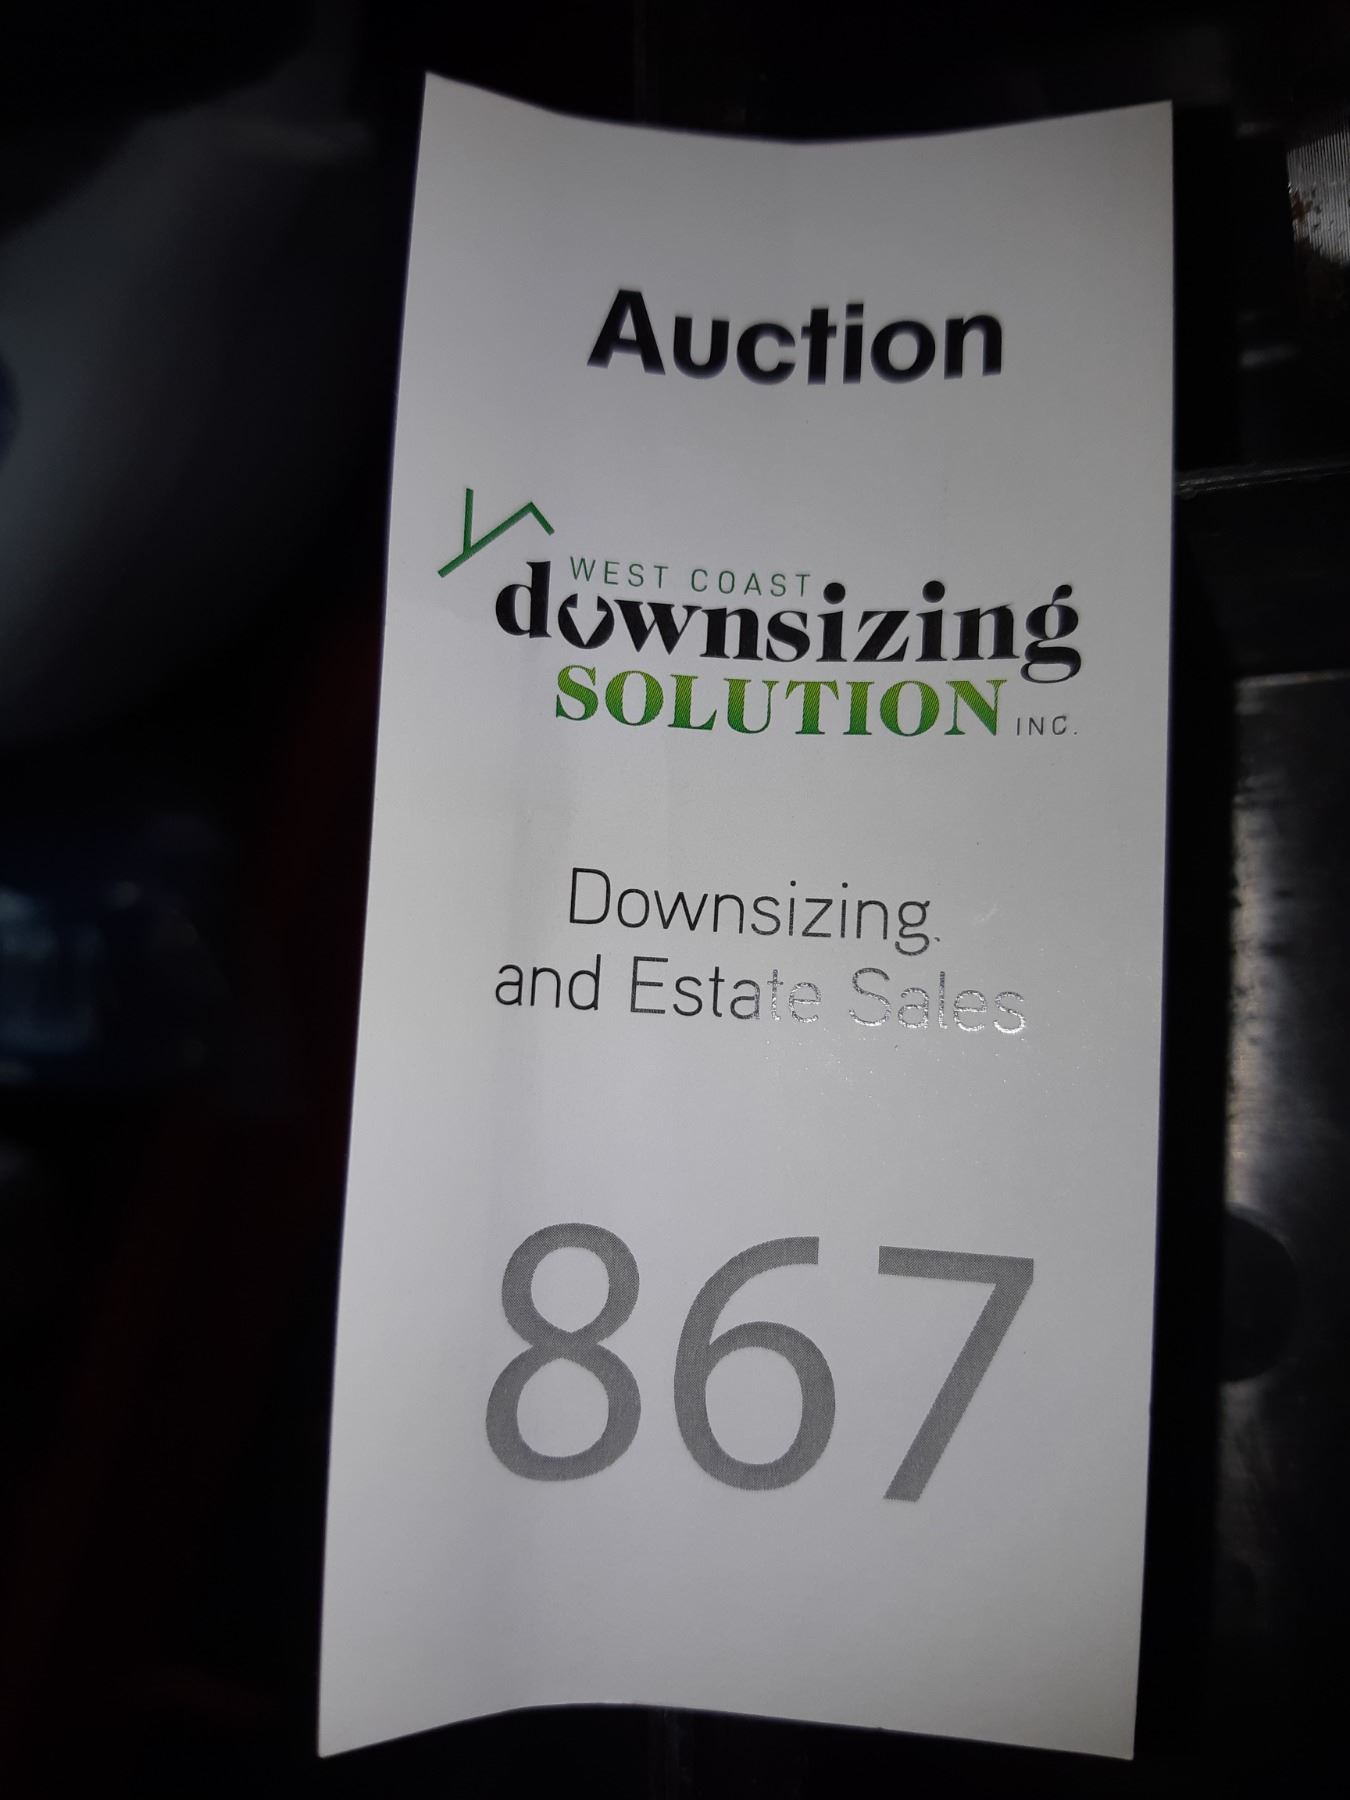 Auction
WEST COAST
downsizing
SOLUTION INC.
Downsizing
and Estate Sales
867